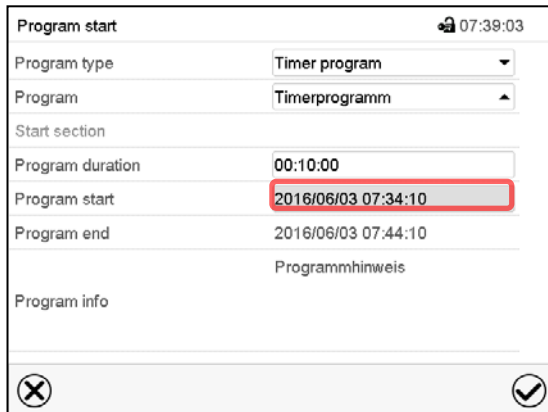 Program start 07:39:03
Program type Timer program
Program Timerprogramm
Start section
Program duration 00:10:00
Program start 2016/06/03 07:34:10
Program end 2016/06/03 07:44:10
Programmhinweis
Program info